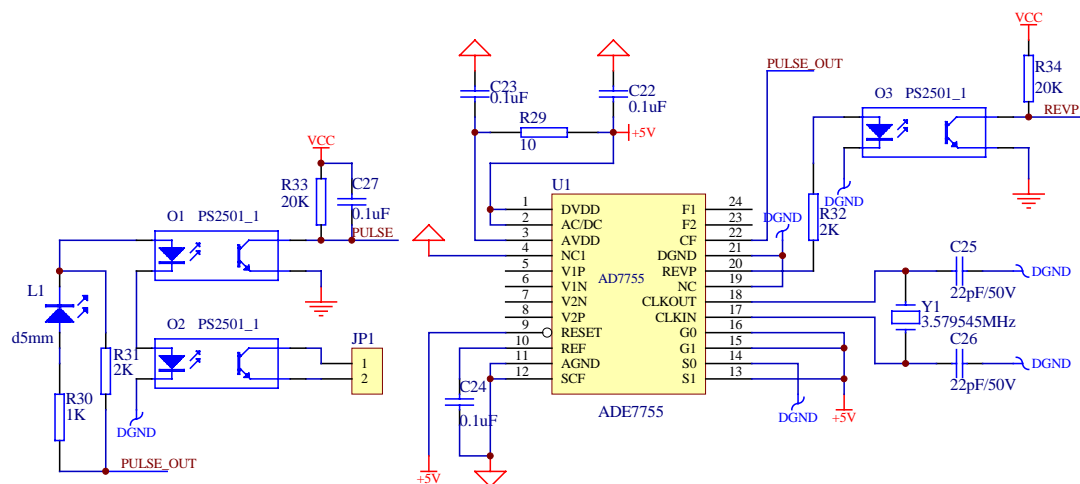 VCC
PULSE_OUT
R34
20K
C23
0.1uF
C22
0.1uF
O3 PS2501_1
REVP
R29
10
+5V
VCC
U1
DGND
R33
20K
C27
0.1uF
O1 PS2501_1
PULSE
DGND
R32
2K
1 DVDD F1 24
2 AC/DC F2 23
3 AVDD CF 22
4 NC1 DGND 21
5 V1P AD7755 REVP 20
6 V1N NC 19
7 V2N CLKOUT 18
8 V2P CLKIN 17
9 RESET G0 16
10 REF G1 15
11 AGND S0 14
12 SCF S1 13
ADE7755
C25
22pF/50V
DGND
Y1
3.579545MHz
C26
22pF/50V
DGND
L1
d5mm
O2 PS2501_1
JP1
1
2
R31
2K
R30
1K
DGND
PULSE_OUT
C24
0.1uF
+5V
DGND
+5V